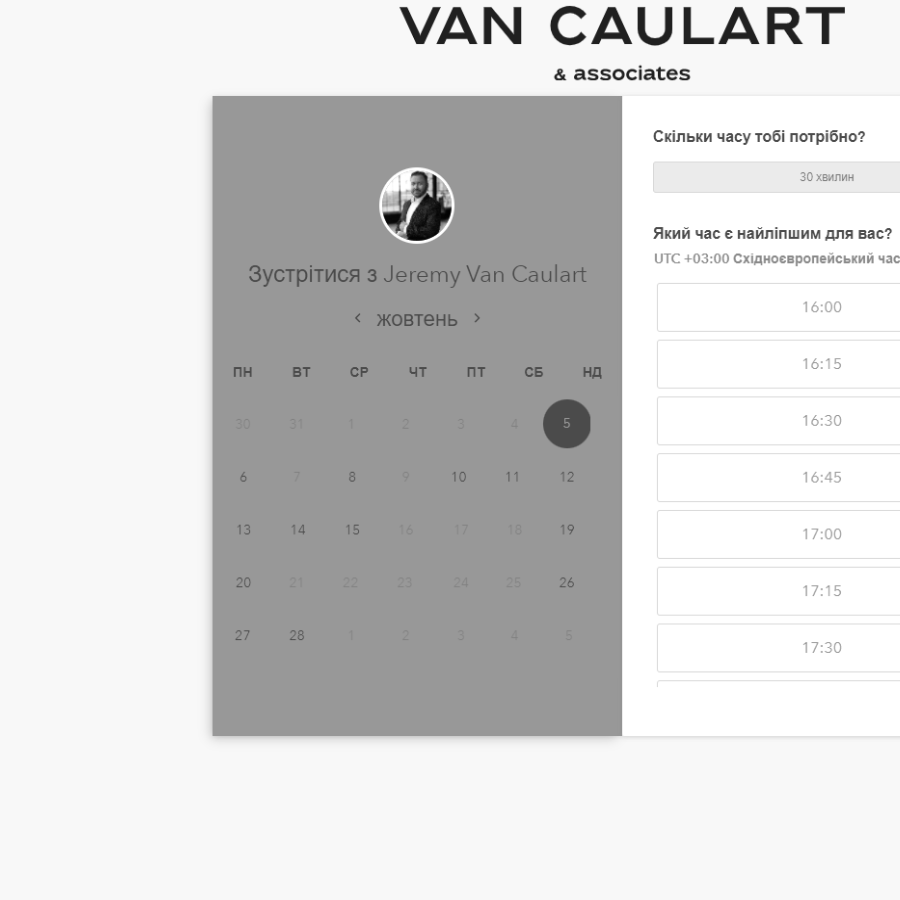 VAN CAULART
& associates
Зустрітися з Jeremy Van Caulart
‹ жовтень ›
ПН ВТ СР ЧТ ПТ СБ НД
30 31 1 2 3 4 5
6 7 8 9 10 11 12
13 14 15 16 17 18 19
20 21 22 23 24 25 26
27 28 1 2 3 4 5
Скільки часу тобі потрібно?
30 хвилин
Який час є найліпшим для вас?
UTC +03:00 Східноєвропейський час
16:00
16:15
16:30
16:45
17:00
17:15
17:30